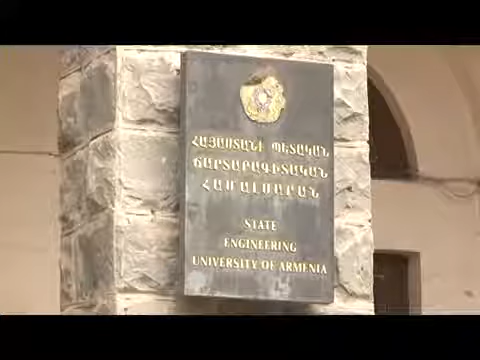 ՀԱՅԱՍՏԱՆԻ ՊԵՏԱԿԱՆ
ՃԱՐՏԱՐԱԳԻՏԱԿԱՆ
ՀԱՄԱԼՍԱՐԱՆ
STATE
ENGINEERING
UNIVERSITY OF ARMENIA